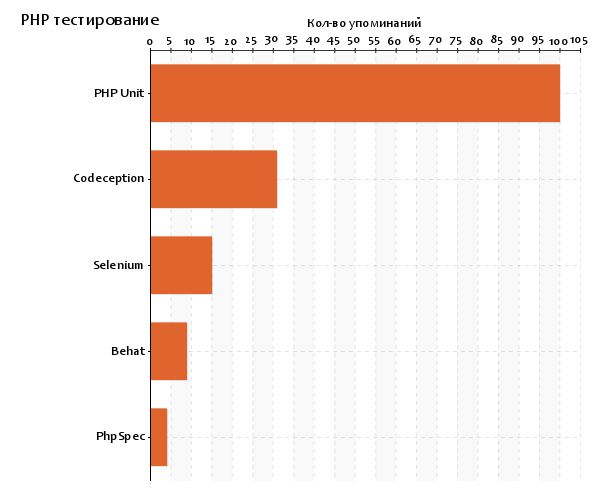 PHP тестирование
Кол-во упоминаний
0 5 10 15 20 25 30 35 40 45 50 55 60 65 70 75 80 85 90 95 100 105
PHP Unit
Codeception
Selenium
Behat
PhpSpec